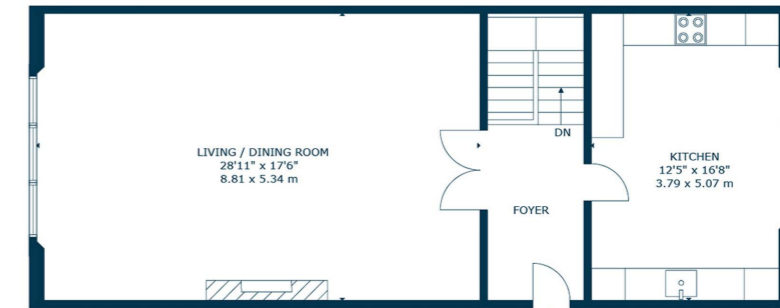 LIVING / DINING ROOM
28'11" x 17'6"
8.81 x 5.34 m
DN
FOYER
KITCHEN
12'5" x 16'8"
3.79 x 5.07 m